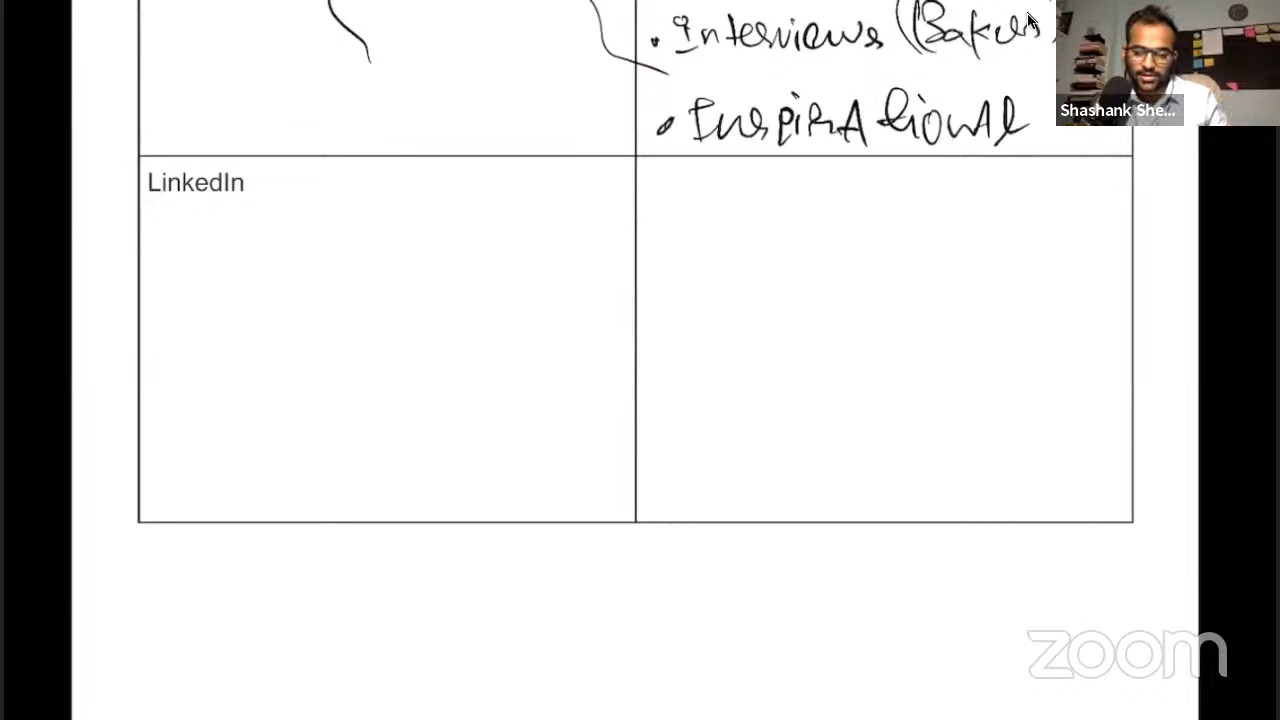 • Interviews (Bakers
• InspirAtionAl
Shashank She...
LinkedIn
zoom